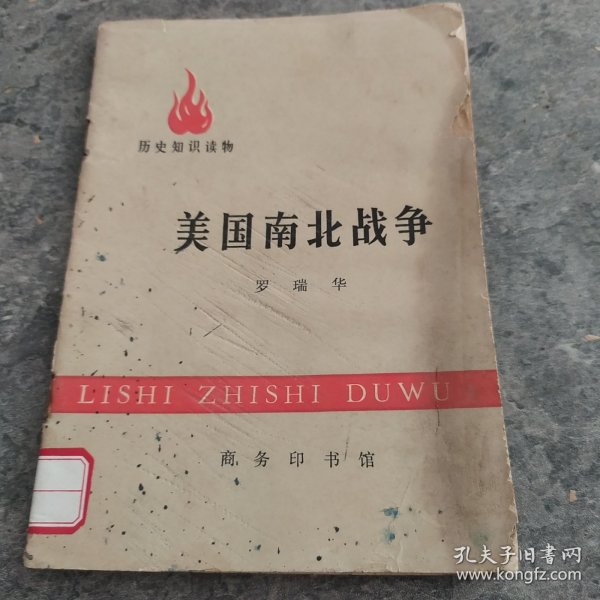 历史知识读物
美国南北战争
罗瑞华
LISHI ZHISHI DUWU
商务印书馆
孔夫子旧书网
www.kongfz.com